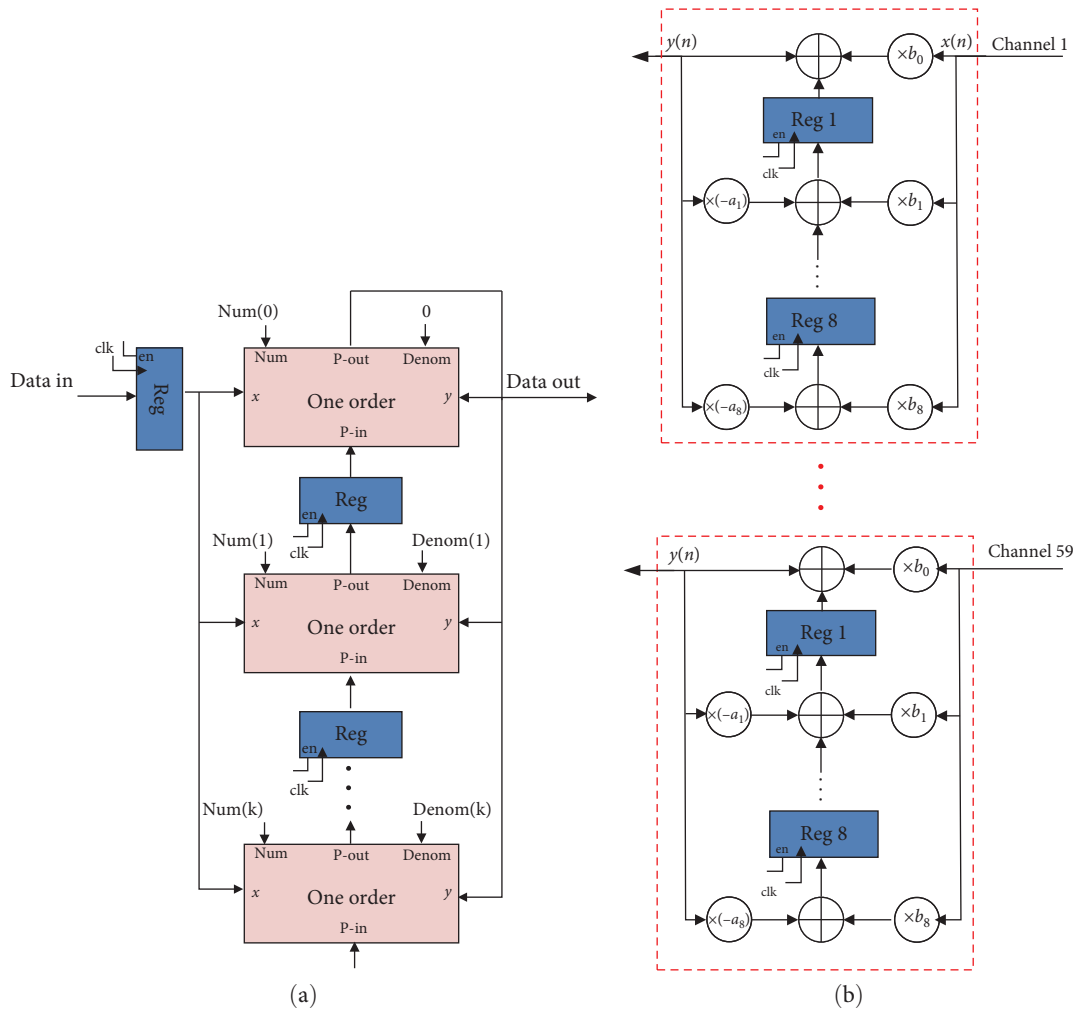 Data in
clk
en
Reg
Num(0)
0
Num
P-out
Denom
x
One order
y
P-in
Data out
Reg
en
clk
Num(1)
Denom(1)
Num
P-out
Denom
x
One order
y
P-in
Reg
en
clk
Num(k)
Denom(k)
Num
P-out
Denom
x
One order
y
P-in
(a)
y(n)
×b₀
x(n)
Channel 1
Reg 1
en
clk
×(−a₁)
×b₁
Reg 8
en
clk
×(−a₈)
×b₈
y(n)
×b₀
Channel 59
Reg 1
en
clk
×(−a₁)
×b₁
Reg 8
en
clk
×(−a₈)
×b₈
(b)